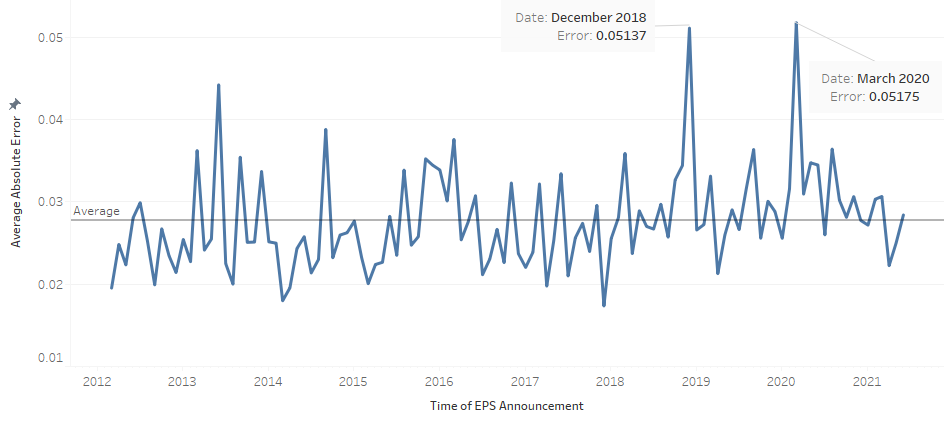 Date: December 2018
Error: 0.05137
Date: March 2020
Error: 0.05175
0.05
0.04
0.03
0.02
0.01
Average Absolute Error
Average
2012 2013 2014 2015 2016 2017 2018 2019 2020 2021
Time of EPS Announcement